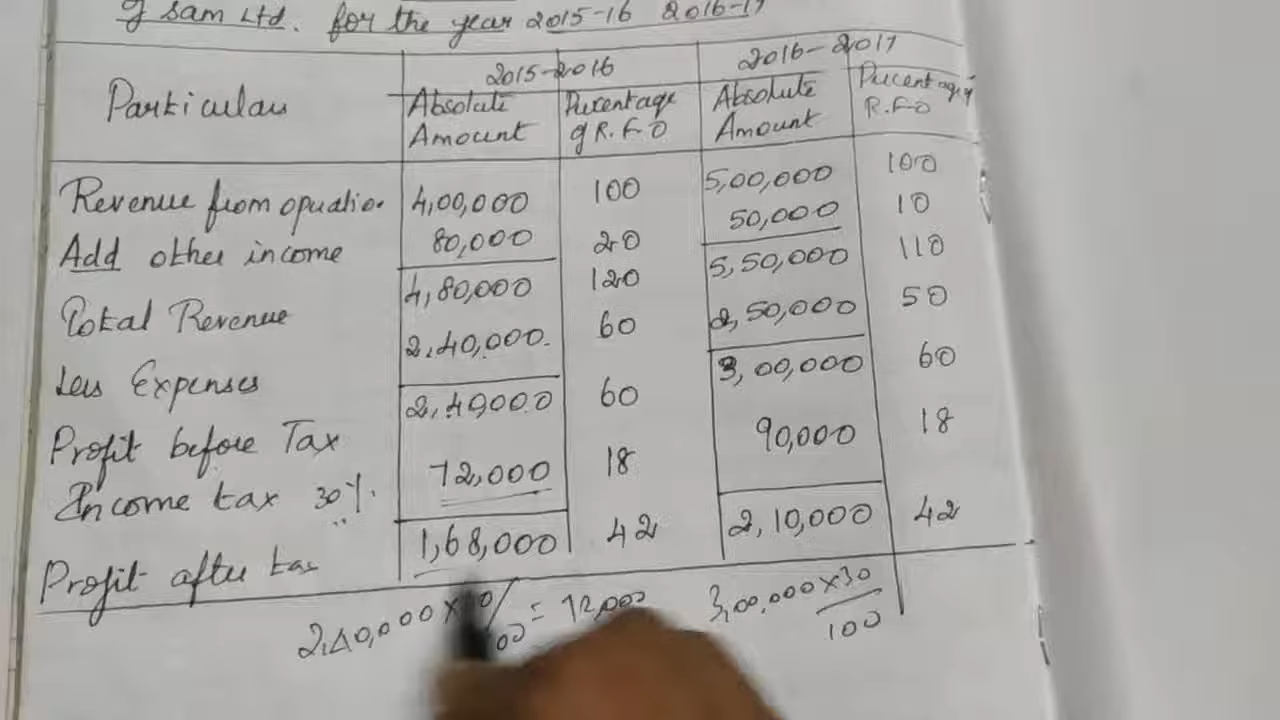 g Sam Ltd. for the year 2015-16 2016-17
2015-2016 2016-2017
Particulars Absolute Amount Percentage of R.F.O Absolute Amount Percentage of R.F.O
Revenue from operation 4,00,000 100 5,00,000 100
Add other income 80,000 20 50,000 10
Total Revenue 4,80,000 120 5,50,000 110
Less Expenses 2,40,000. 60 2,50,000 50
Profit before Tax 2,40000 60 3,00,000 60
Income tax 30%. 72,000 18 90,000 18
Profit after tax 1,68,000 42 2,10,000 42
2,40,000 × = 72,000 3,00,000 × 30
100